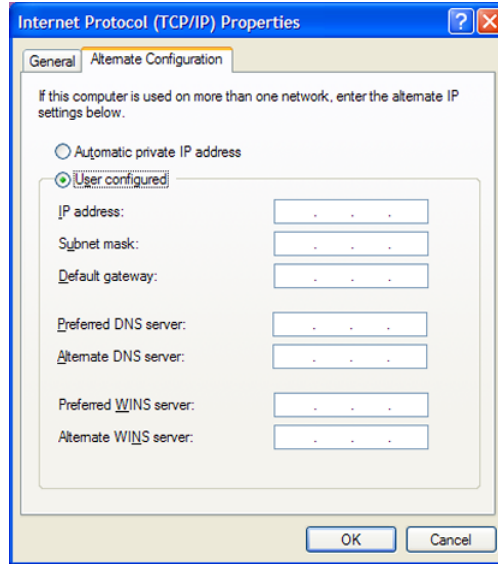 Internet Protocol (TCP/IP) Properties
General Alternate Configuration
If this computer is used on more than one network, enter the alternate IP
settings below.
Automatic private IP address
User configured
IP address:
Subnet mask:
Default gateway:
Preferred DNS server:
Alternate DNS server:
Preferred WINS server:
Alternate WINS server:
OK Cancel